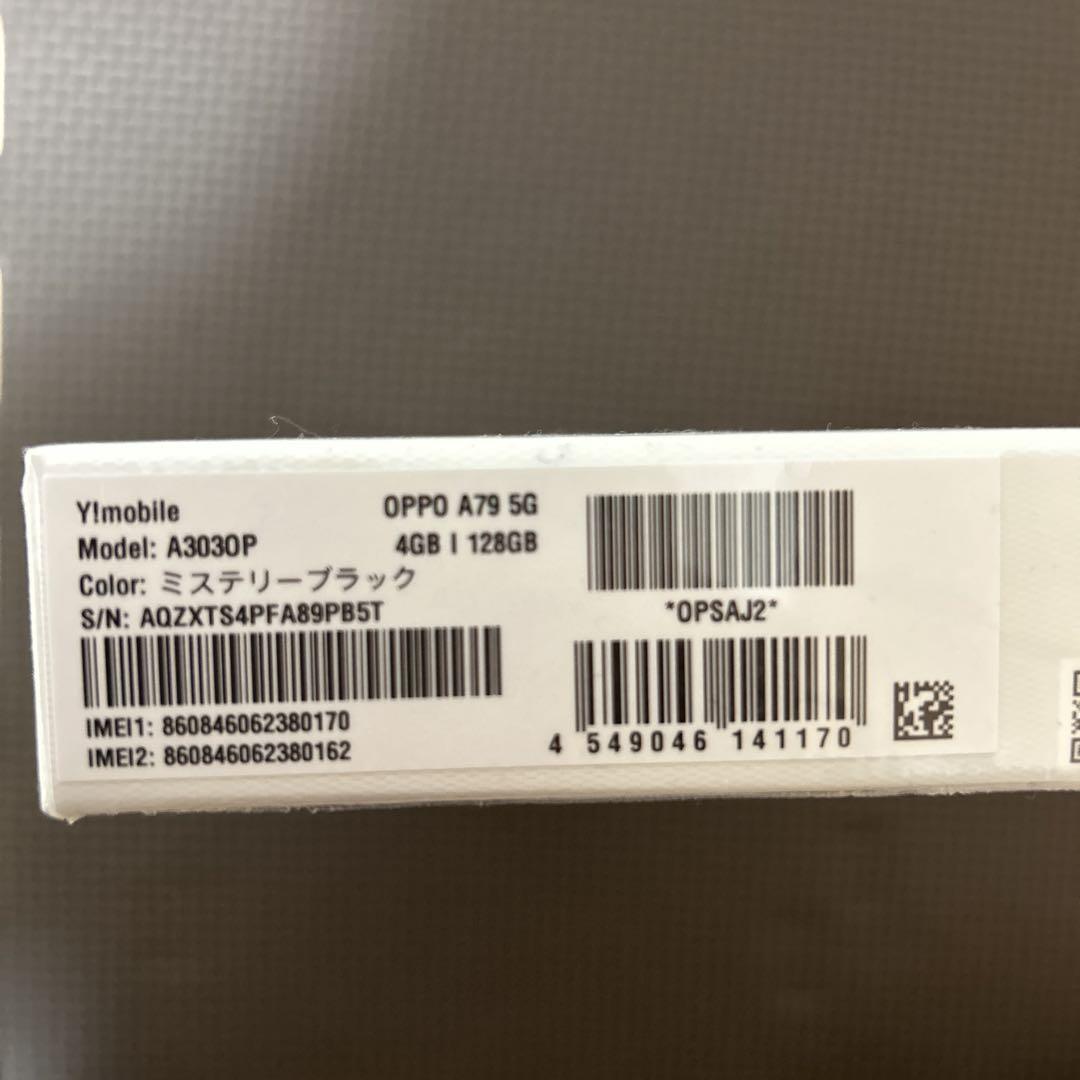 Y!mobile OPPO A79 5G
Model: A303OP 4GB | 128GB
Color: ミステリーブラック
S/N: AQZXTS4PFA89PB5T
*OPSAJ2*
IMEI1: 860846062380170
IMEI2: 860846062380162
4 549046 141170